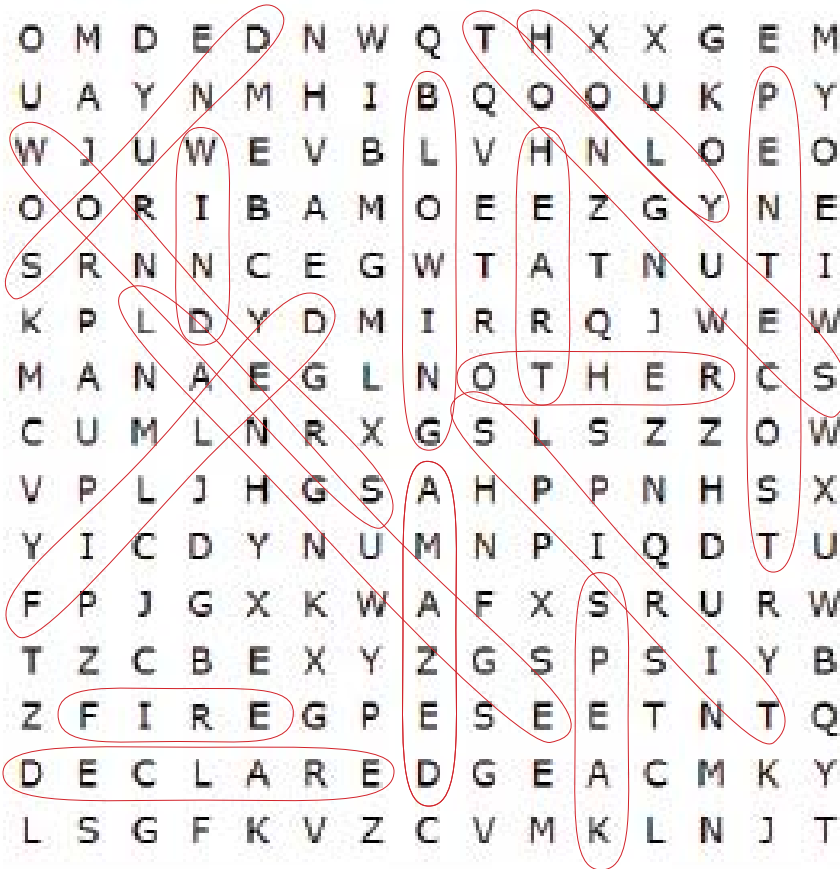 O M D E D N W Q T H X X G E M
U A Y N M H I B Q O O U K P Y
W J U W E V B L V H N L O E O
O O R I B A M O E E Z G Y N E
S R N N C E G W T A T N U T I
K P L D Y D M I R R Q J W E W
M A N A E G L N O T H E R C S
C U M L N R X G S L S Z Z O W
V P L J H G S A H P P N H S X
Y I C D Y N U M N P I Q D T U
F P J G X K W A F X S R U R W
T Z C B E X Y Z G S P S I Y B
Z F I R E G P E S E E T N T Q
D E C L A R E D G E A C M K Y
L S G F K V Z C V M K L N J T